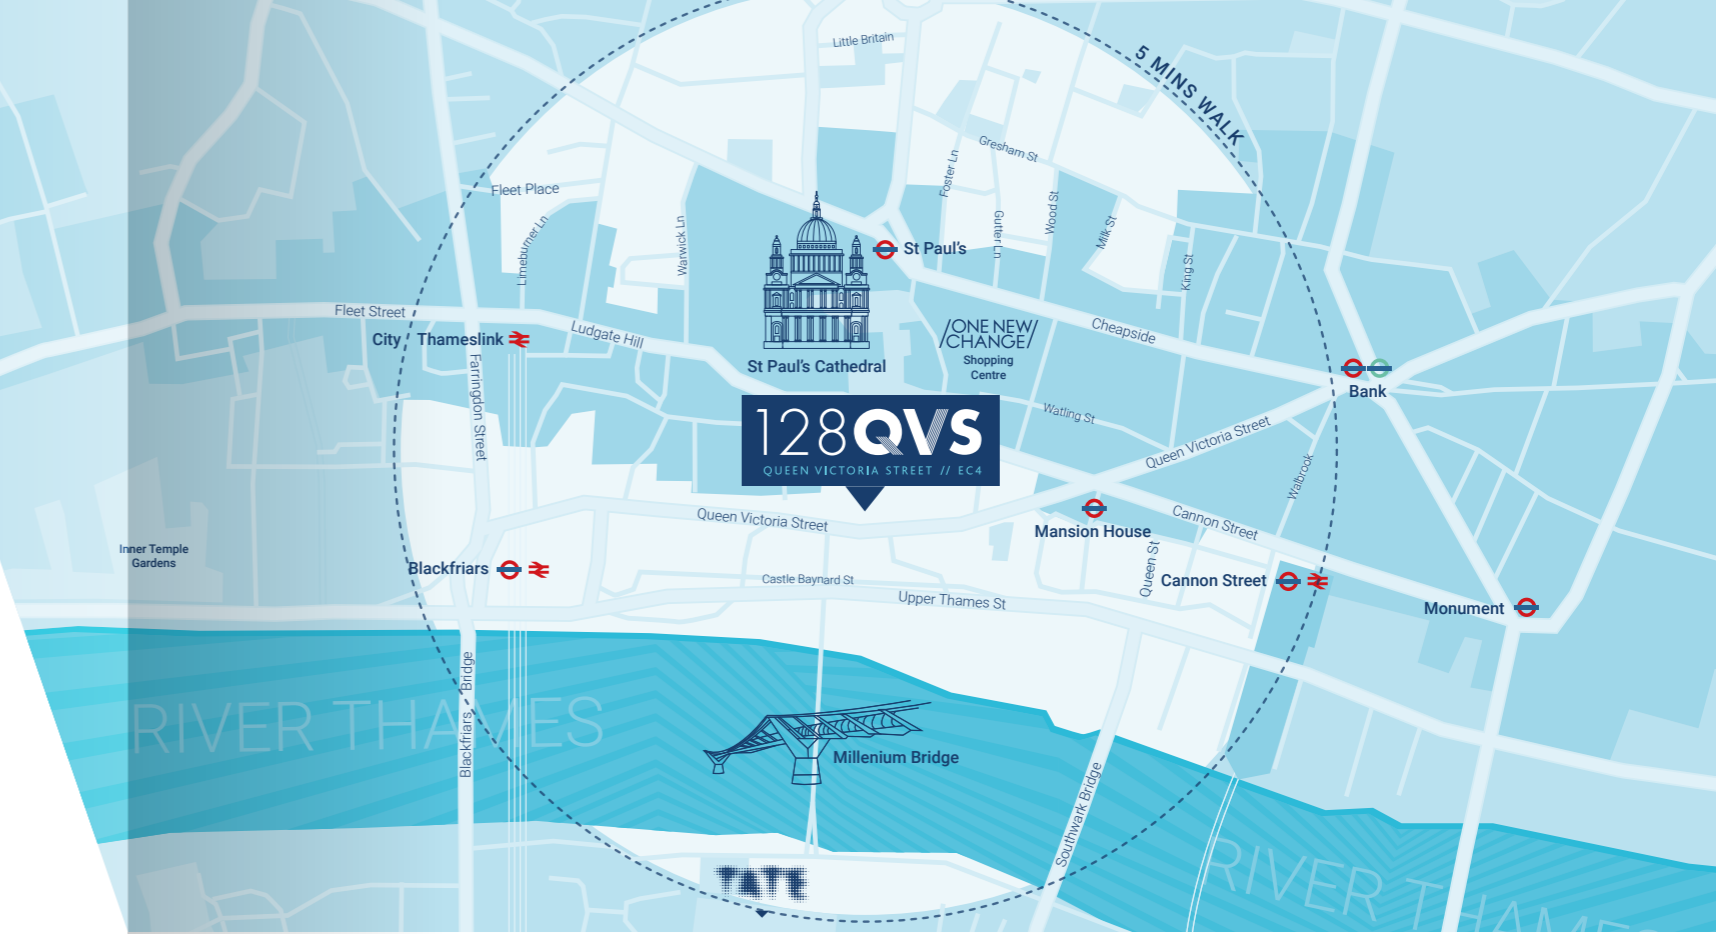 Little Britain
5 MINS WALK
Gresham St
Foster Ln
Fleet Place
Wood St
Limeburner Ln
Warwick Ln
Gutter Ln
Milk St
St Paul's
King St
Fleet Street
City Thameslink
Ludgate Hill
/ONE NEW/
/CHANGE/
Shopping
Centre
Cheapside
St Paul's Cathedral
Bank
Farringdon Street
128 QVS
QUEEN VICTORIA STREET // EC4
Watling St
Queen Victoria Street
Walbrook
Queen Victoria Street
Mansion House
Cannon Street
Inner Temple
Gardens
Blackfriars
Castle Baynard St
Upper Thames St
Queen St
Cannon Street
Monument
Blackfriars Bridge
RIVER THAMES
Millenium Bridge
Southwark Bridge
TATE
RIVER THAMES